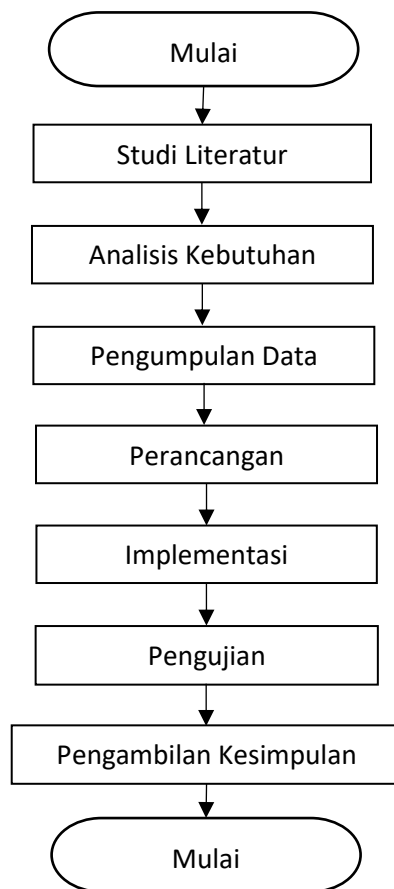 Mulai
Studi Literatur
Analisis Kebutuhan
Pengumpulan Data
Perancangan
Implementasi
Pengujian
Pengambilan Kesimpulan
Mulai